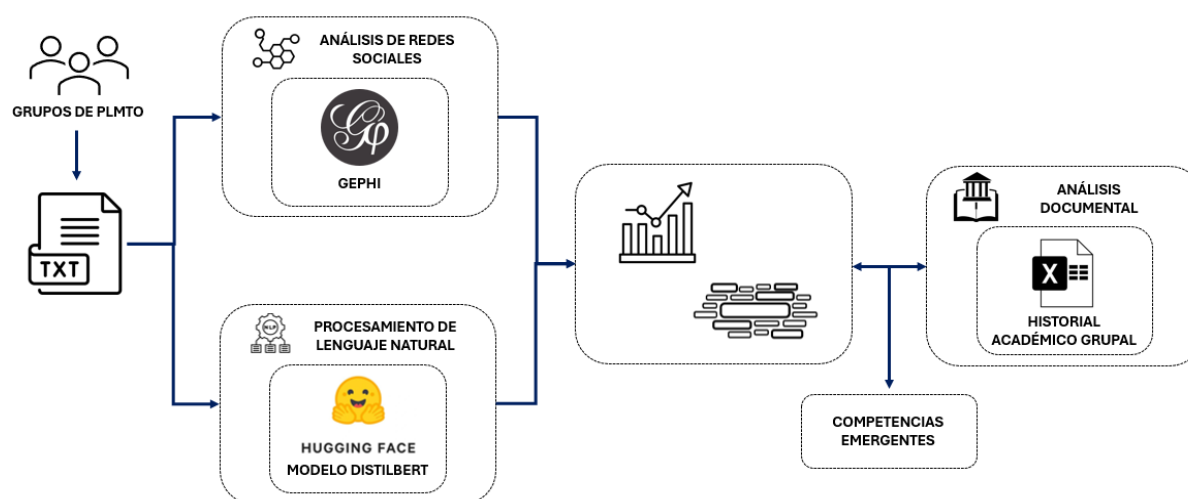 GRUPOS DE PLMTO
TXT
ANÁLISIS DE REDES
SOCIALES
Gφ
GEPHI
NLP
PROCESAMIENTO DE
LENGUAJE NATURAL
HUGGING FACE
MODELO DISTILBERT
ANÁLISIS
DOCUMENTAL
X
HISTORIAL
ACADÉMICO GRUPAL
COMPETENCIAS
EMERGENTES